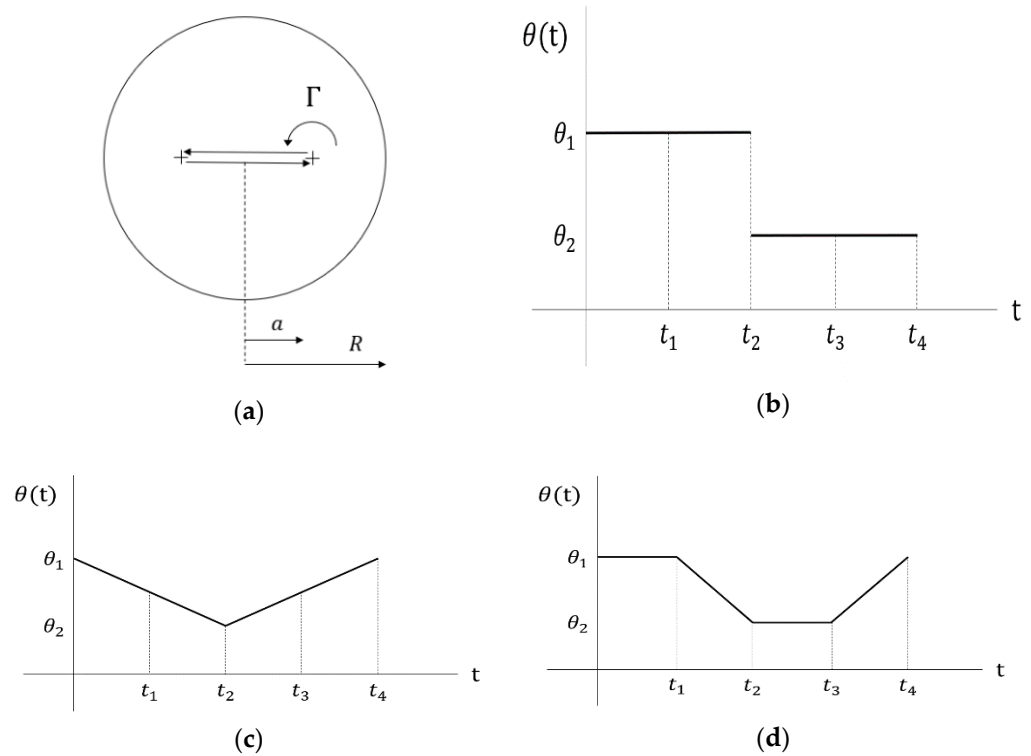 Γ
a
R
(a)
θ(t)
θ₁
θ₂
t₁ t₂ t₃ t₄ t
(b)
θ(t)
θ₁
θ₂
t₁ t₂ t₃ t₄ t
(c)
θ(t)
θ₁
θ₂
t₁ t₂ t₃ t₄ t
(d)